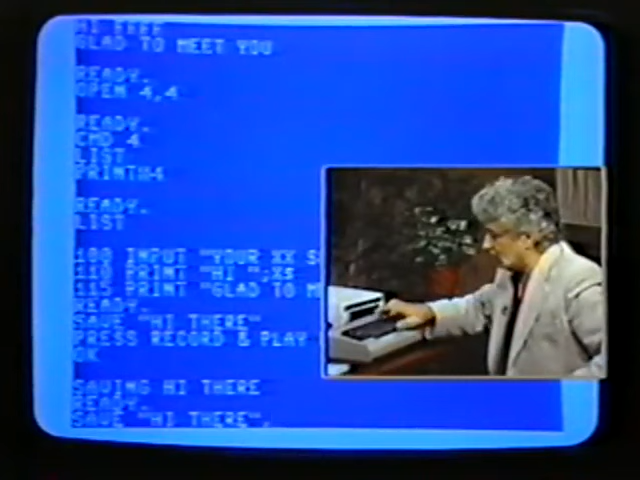 GLAD TO MEET YOU
READY.
OPEN 4,4
READY.
CMD 4
LIST
PRINT#4
READY.
LIST
100 INPUT "YOUR
110 PRINT "HI ";X$
115 PRINT "GLAD TO M
READY.
SAVE "HI THERE"
PRESS RECORD & PLAY
OK
SAVING HI THERE
READY.
SAVE "HI THERE",